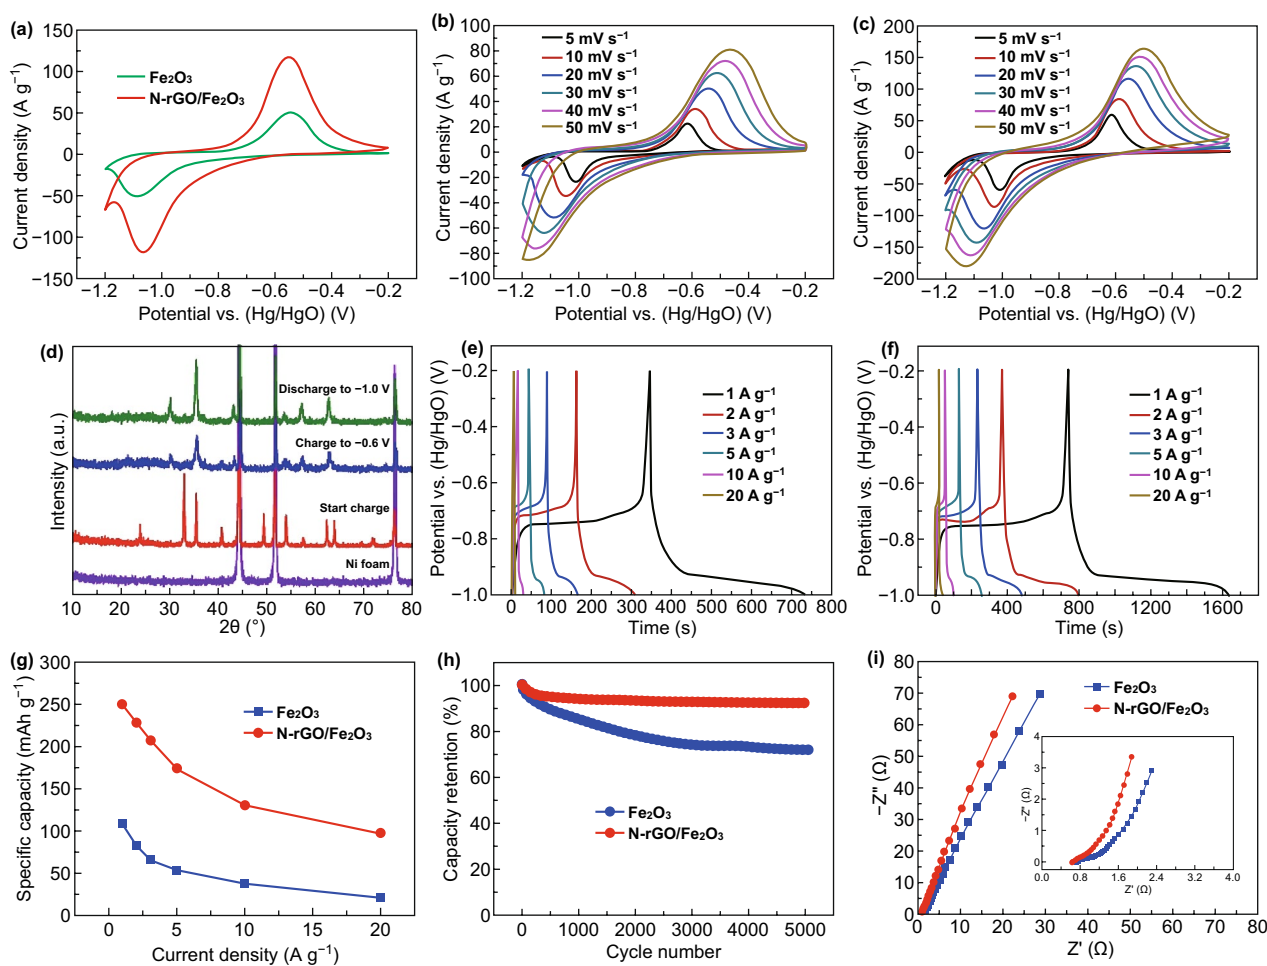 (a)
150
100
50
0
−50
−100
−150
−1.2 −1.0 −0.8 −0.6 −0.4 −0.2
Current density (A g⁻¹)
Potential vs. (Hg/HgO) (V)
Fe₂O₃
N-rGO/Fe₂O₃
(b)
100
80
60
40
20
0
−20
−40
−60
−80
−100
−1.2 −1.0 −0.8 −0.6 −0.4 −0.2
Current density (A g⁻¹)
Potential vs. (Hg/HgO) (V)
5 mV s⁻¹
10 mV s⁻¹
20 mV s⁻¹
30 mV s⁻¹
40 mV s⁻¹
50 mV s⁻¹
(c)
200
150
100
50
0
−50
−100
−150
−200
−1.2 −1.0 −0.8 −0.6 −0.4 −0.2
Current density (A g⁻¹)
Potential vs. (Hg/HgO) (V)
5 mV s⁻¹
10 mV s⁻¹
20 mV s⁻¹
30 mV s⁻¹
40 mV s⁻¹
50 mV s⁻¹
(d)
Discharge to −1.0 V
Charge to −0.6 V
Start charge
Ni foam
Intensity (a.u.)
10 20 30 40 50 60 70 80
2θ (°)
(e)
−0.2
−0.4
−0.6
−0.8
−1.0
0 100 200 300 400 500 600 700 800
Potential vs. (Hg/HgO) (V)
Time (s)
1 A g⁻¹
2 A g⁻¹
3 A g⁻¹
5 A g⁻¹
10 A g⁻¹
20 A g⁻¹
(f)
−0.2
−0.4
−0.6
−0.8
−1.0
0 400 800 1200 1600
Potential vs. (Hg/HgO) (V)
Time (s)
1 A g⁻¹
2 A g⁻¹
3 A g⁻¹
5 A g⁻¹
10 A g⁻¹
20 A g⁻¹
(g)
300
250
200
150
100
50
0
0 5 10 15 20
Specific capacity (mAh g⁻¹)
Current density (A g⁻¹)
Fe₂O₃
N-rGO/Fe₂O₃
(h)
100
80
60
40
20
0
0 1000 2000 3000 4000 5000
Capacity retention (%)
Cycle number
Fe₂O₃
N-rGO/Fe₂O₃
(i)
80
70
60
50
40
30
20
10
0
0 10 20 30 40 50 60 70 80
−Z" (Ω)
Z' (Ω)
Fe₂O₃
N-rGO/Fe₂O₃
4
3
2
1
0
0.0 0.8 1.6 2.4 3.2 4.0
−Z" (Ω)
Z' (Ω)